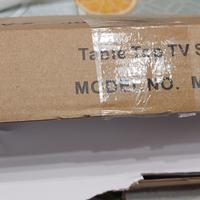 Table Top TV S
MODEL NO. M